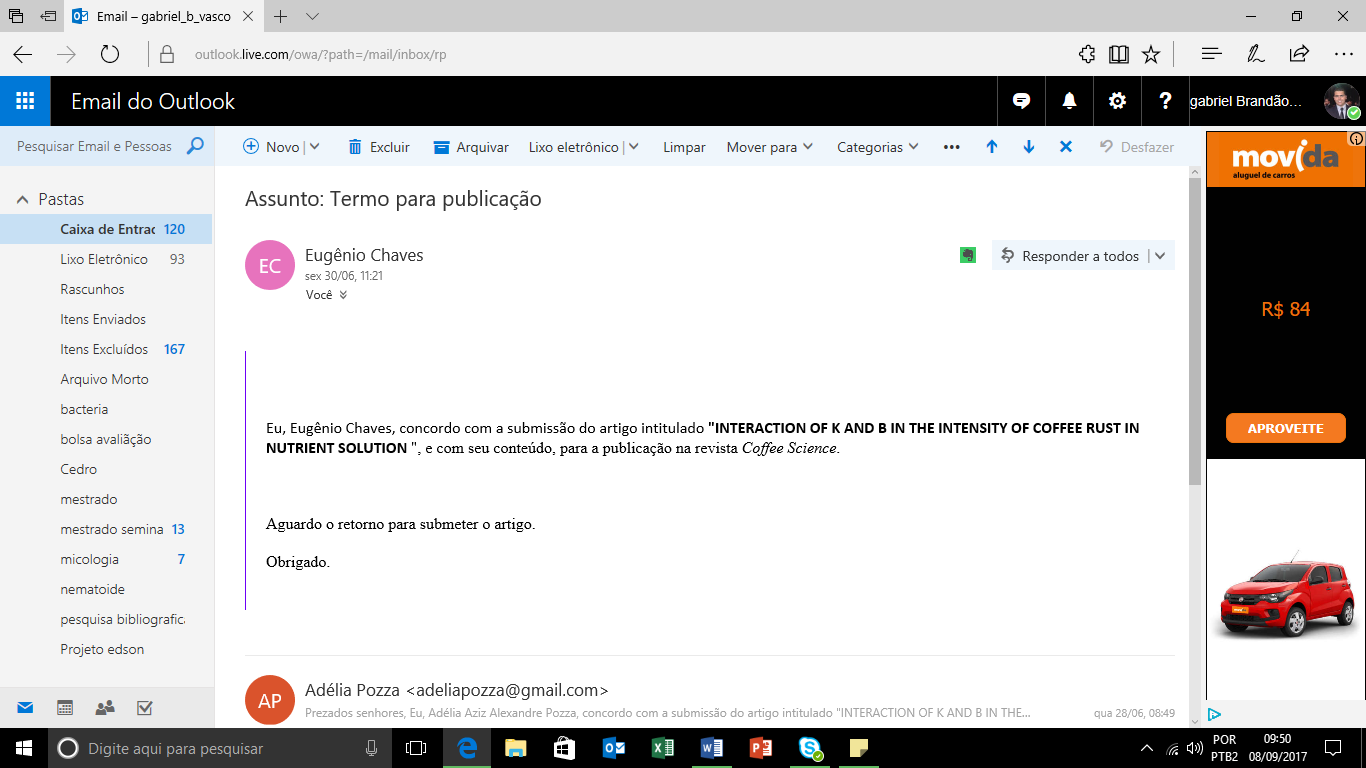 Email – gabriel_b_vasco
outlook.live.com/owa/?path=/mail/inbox/rp
Email do Outlook
gabriel Brandão...
Pesquisar Email e Pessoas
Novo
Excluir
Arquivar
Lixo eletrônico
Limpar
Mover para
Categorias
Desfazer
Pastas
Caixa de Entrac 120
Lixo Eletrônico 93
Rascunhos
Itens Enviados
Itens Excluídos 167
Arquivo Morto
bacteria
bolsa avaliãção
Cedro
mestrado
mestrado semina 13
micologia 7
nematoide
pesquisa bibliografica
Projeto edson
Assunto: Termo para publicação
EC
Eugênio Chaves
sex 30/06, 11:21
Você
Responder a todos
Eu, Eugênio Chaves, concordo com a submissão do artigo intitulado "INTERACTION OF K AND B IN THE INTENSITY OF COFFEE RUST IN
NUTRIENT SOLUTION ", e com seu conteúdo, para a publicação na revista Coffee Science.
Aguardo o retorno para submeter o artigo.
Obrigado.
AP
Adélia Pozza <adeliapozza@gmail.com>
Prezados senhores, Eu, Adélia Aziz Alexandre Pozza, concordo com a submissão do artigo intitulado "INTERACTION OF K AND B IN THE...
qua 28/06, 08:49
movida
aluguel de carros
R$ 84
APROVEITE
Digite aqui para pesquisar
POR
PTB2
09:50
08/09/2017